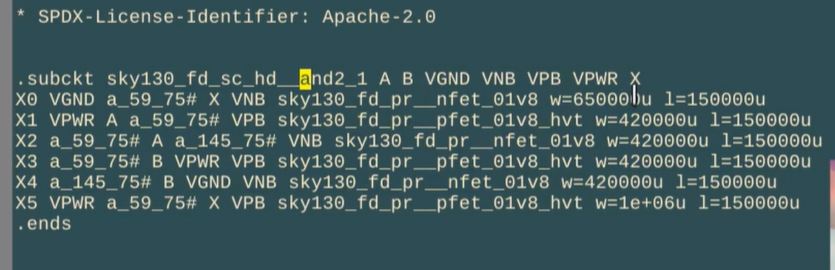 * SPDX-License-Identifier: Apache-2.0
.subckt sky130_fd_sc_hd__and2_1 A B VGND VNB VPB VPWR X
X0 VGND a_59_75# X VNB sky130_fd_pr__nfet_01v8 w=650000u l=150000u
X1 VPWR A a_59_75# VPB sky130_fd_pr__pfet_01v8_hvt w=420000u l=150000u
X2 a_59_75# A a_145_75# VNB sky130_fd_pr__nfet_01v8 w=420000u l=150000u
X3 a_59_75# B VPWR VPB sky130_fd_pr__pfet_01v8_hvt w=420000u l=150000u
X4 a_145_75# B VGND VNB sky130_fd_pr__nfet_01v8 w=420000u l=150000u
X5 VPWR a_59_75# X VPB sky130_fd_pr__pfet_01v8_hvt w=1e+06u l=150000u
.ends